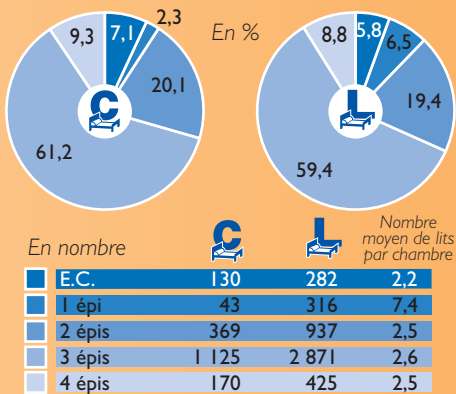 En %
9,3 7,1 2,3
20,1
61,2
C
8,8 5,8 6,5
19,4
59,4
L
En nombre C L Nombre moyen de lits par chambre
E.C. 130 282 2,2
1 épi 43 316 7,4
2 épis 369 937 2,5
3 épis 1 125 2 871 2,6
4 épis 170 425 2,5